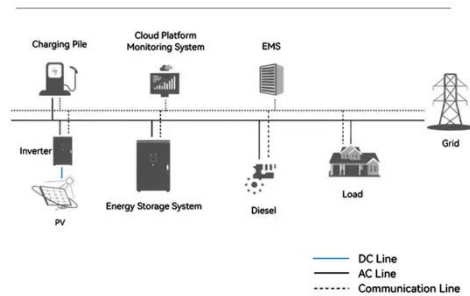 Charging Pile
Cloud Platform
Monitoring System
EMS
Grid
Inverter
PV
Energy Storage System
Diesel
Load
DC Line
AC Line
Communication Line